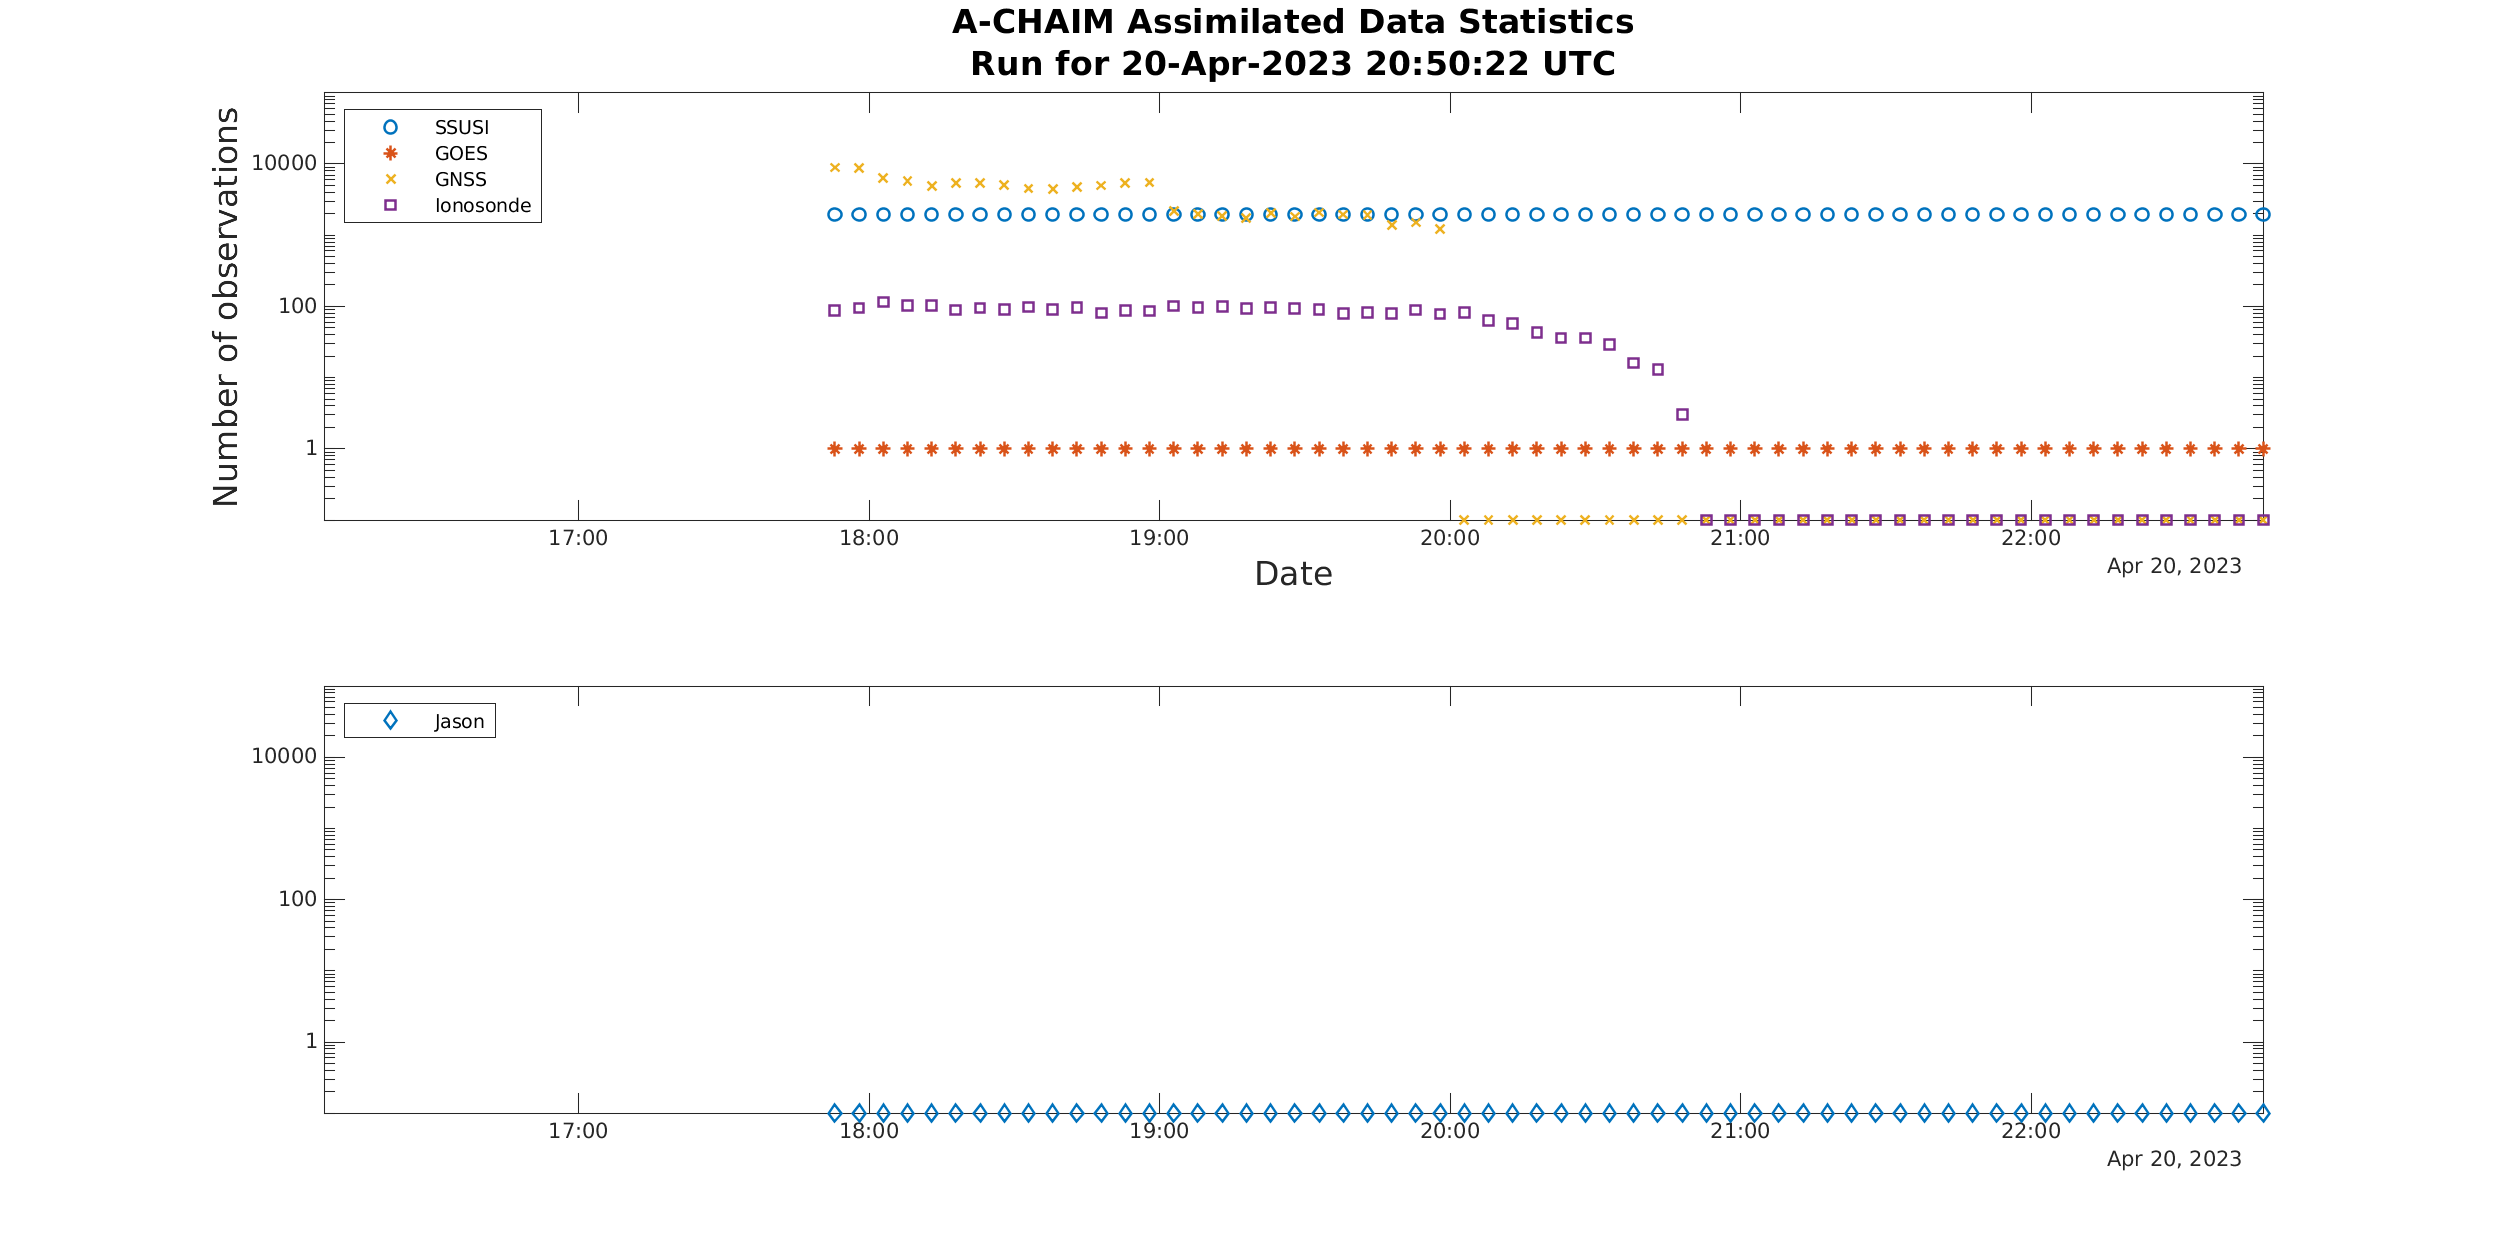 A-CHAIM Assimilated Data Statistics
Run for 20-Apr-2023 20:50:22 UTC
Number of observations
10000
100
1
SSUSI
GOES
GNSS
Ionosonde
17:00 18:00 19:00 20:00 21:00 22:00
Apr 20, 2023
Date
10000
100
1
Jason
17:00 18:00 19:00 20:00 21:00 22:00
Apr 20, 2023